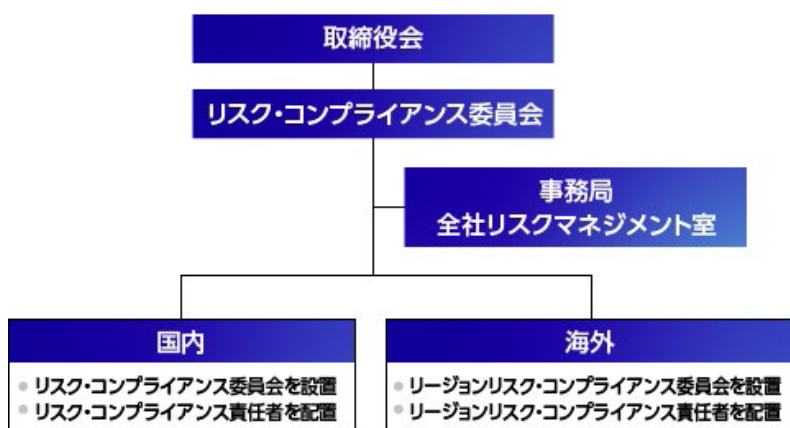 取締役会
リスク・コンプライアンス委員会
事務局
全社リスクマネジメント室
国内
リスク・コンプライアンス委員会を設置
リスク・コンプライアンス責任者を配置
海外
リージョンリスク・コンプライアンス委員会を設置
リージョンリスク・コンプライアンス責任者を配置